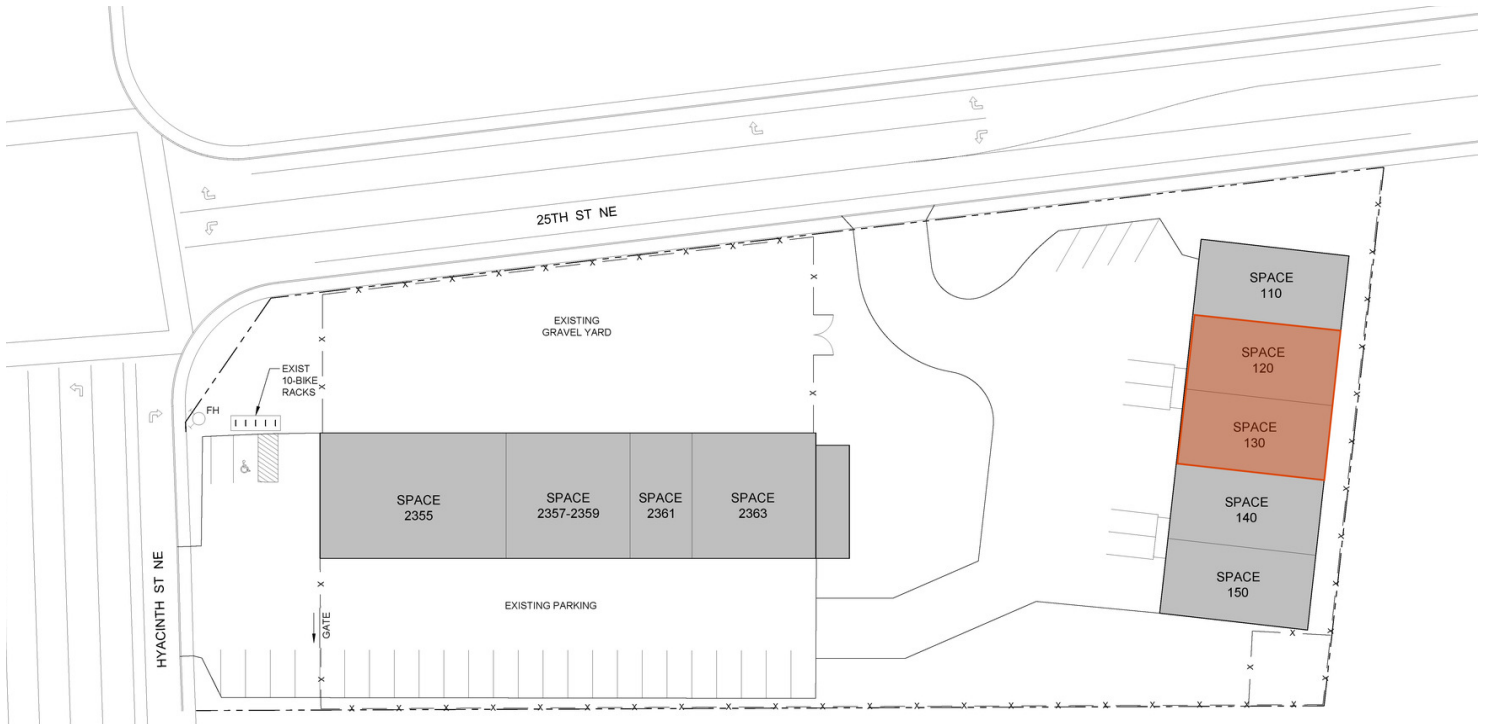 25TH ST NE
SPACE
110
EXISTING
GRAVEL YARD
SPACE
120
EXIST
10-BIKE
RACKS
FH
SPACE
130
SPACE
2355
SPACE
2357-2359
SPACE
2361
SPACE
2363
SPACE
140
SPACE
150
HYACINTH ST NE
GATE
EXISTING PARKING